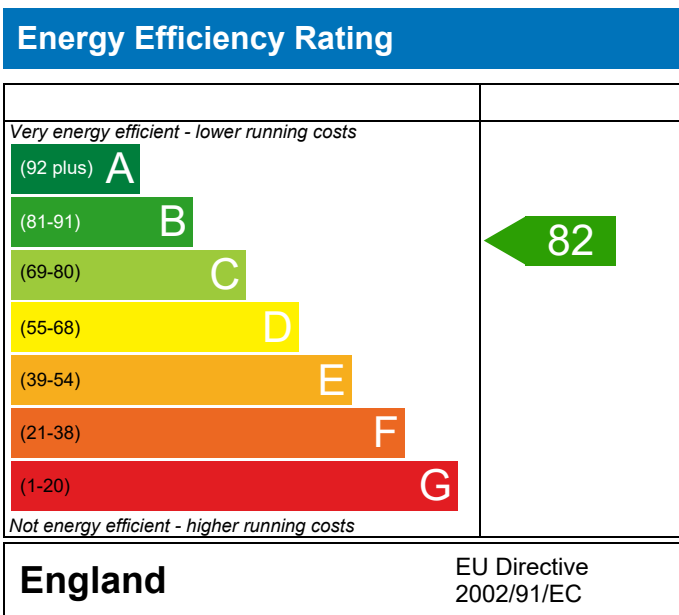 Energy Efficiency Rating
Very energy efficient - lower running costs
(92 plus) A
(81-91) B
82
(69-80) C
(55-68) D
(39-54) E
(21-38) F
(1-20) G
Not energy efficient - higher running costs
England
EU Directive
2002/91/EC